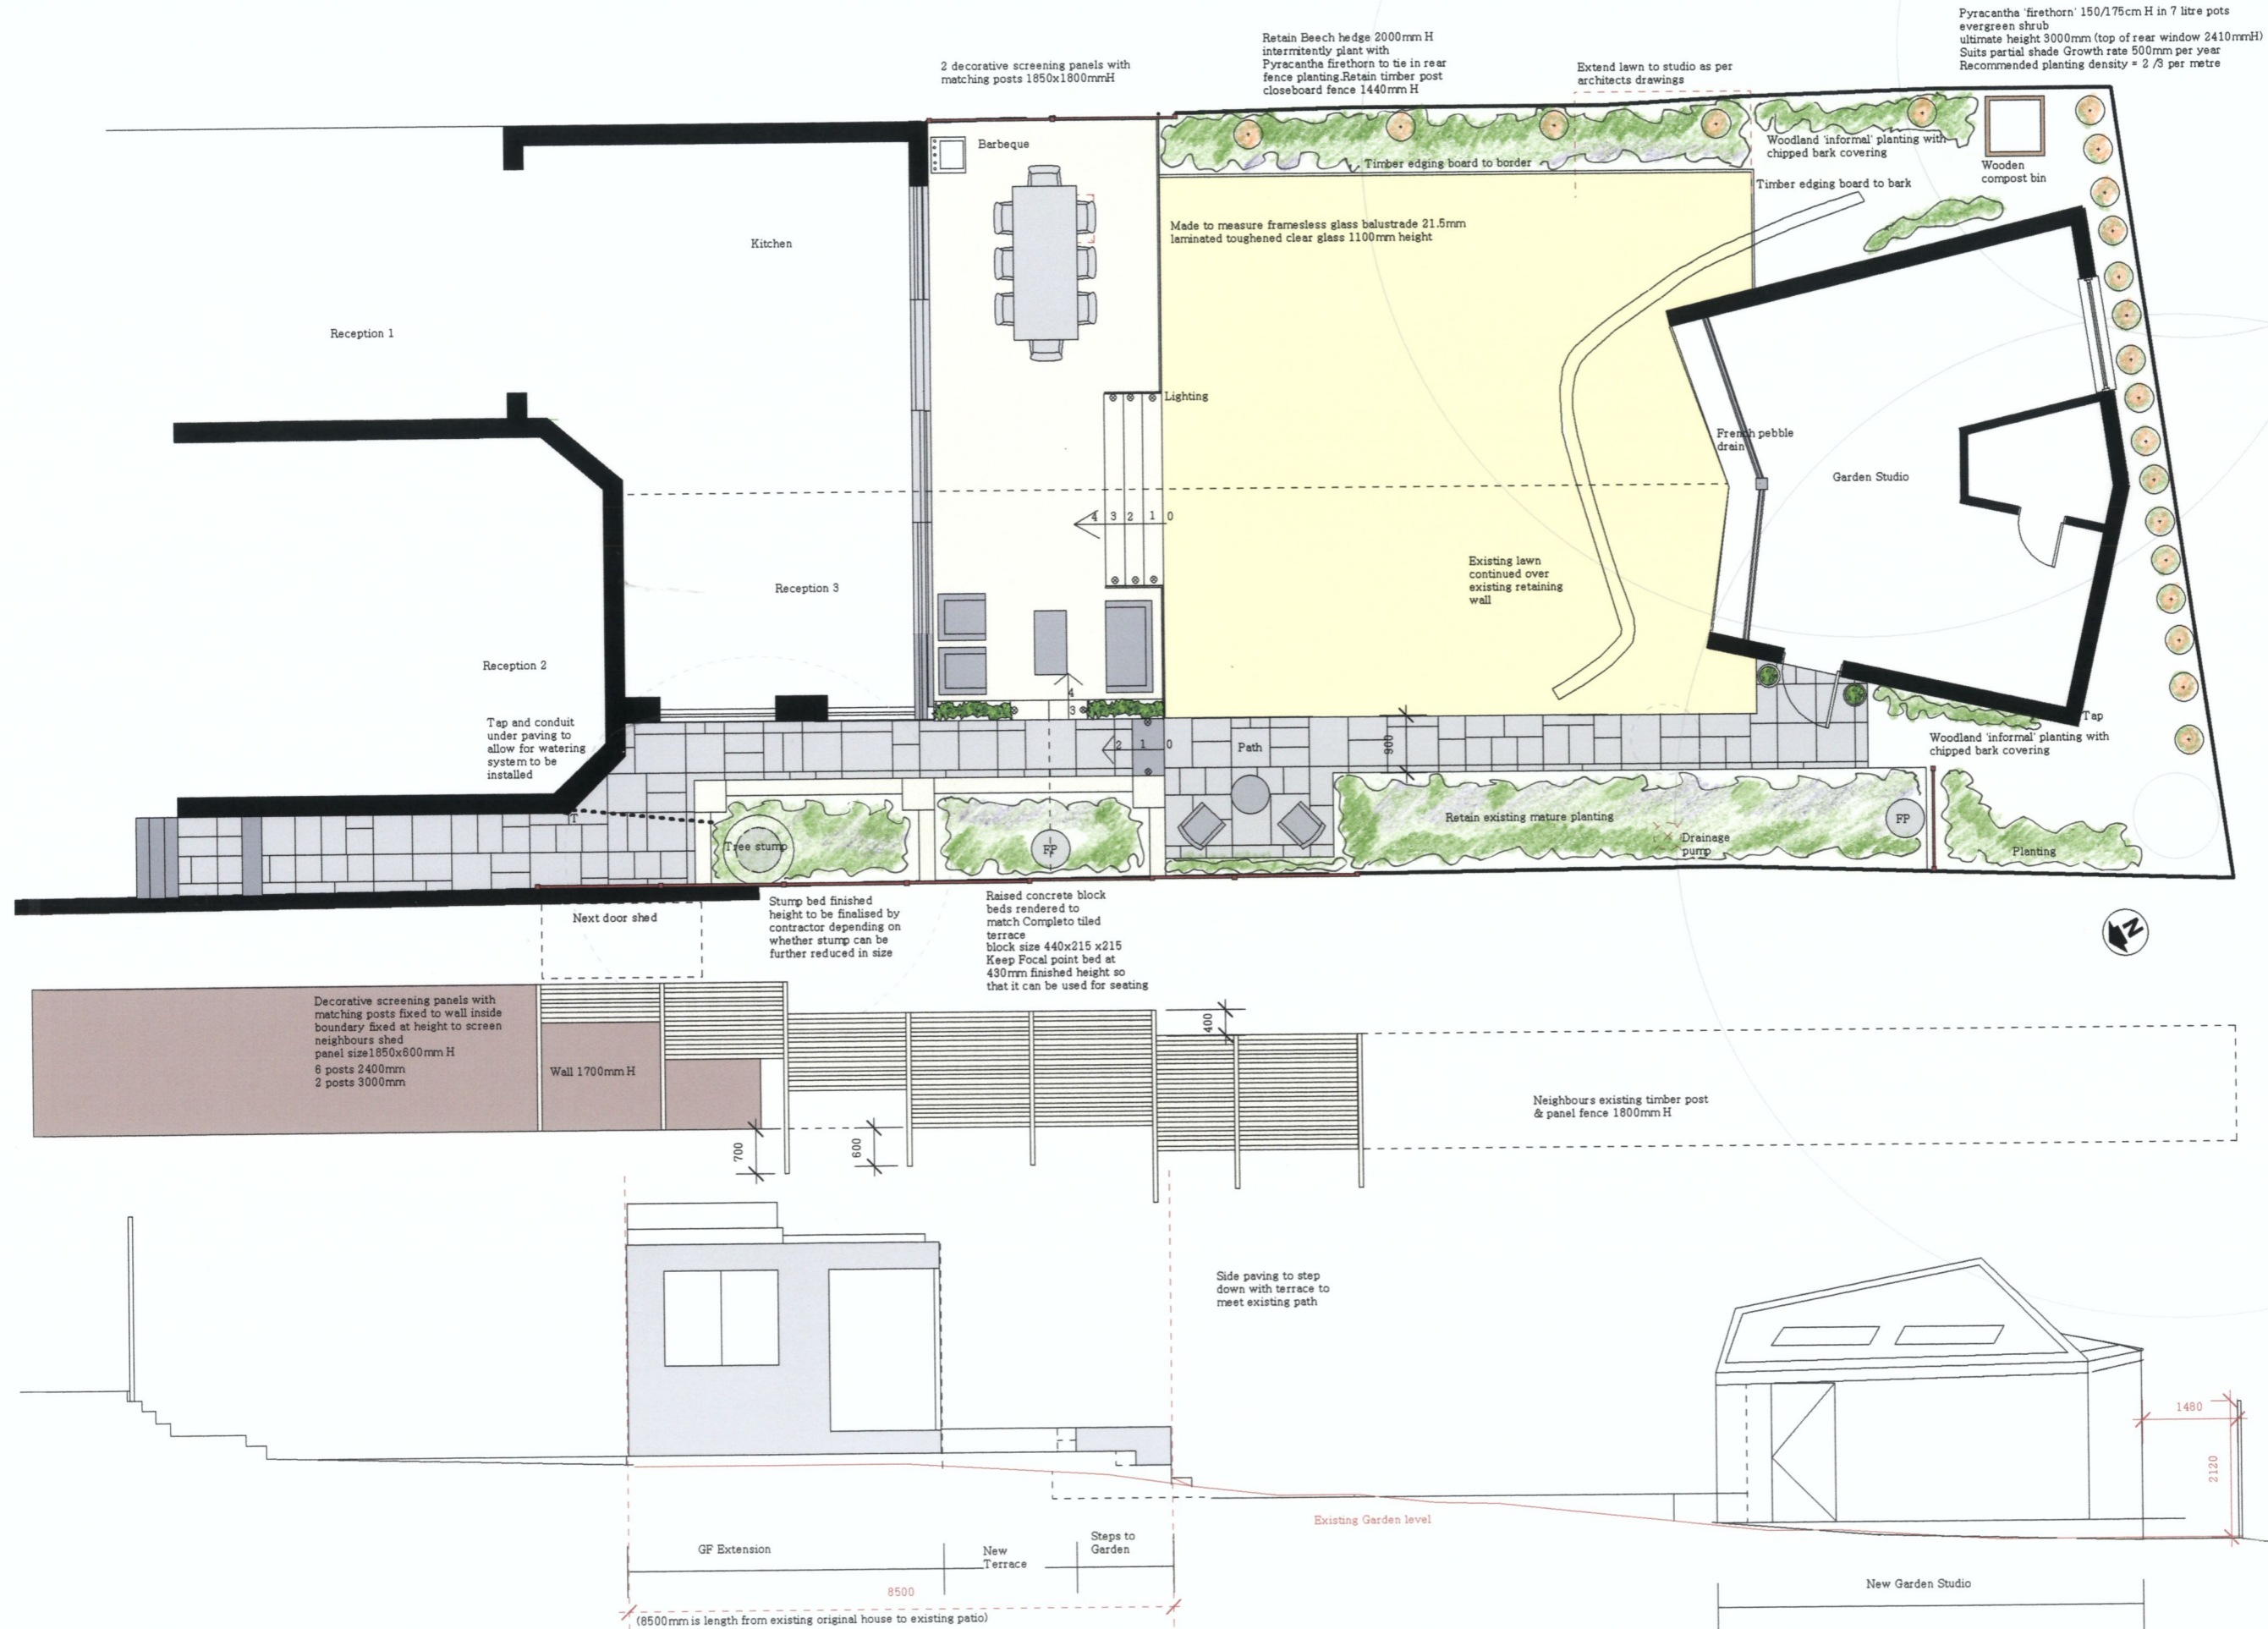 Pyracantha 'firethorn' 150/175cm H in 7 litre pots
evergreen shrub
ultimate height 3000mm (top of rear window 2410mmH)
Suits partial shade Growth rate 500mm per year
Recommended planting density = 2 /3 per metre
Retain Beech hedge 2000mm H
intermitently plant with
Pyracantha firethorn to tie in rear
fence planting.Retain timber post
closeboard fence 1440mm H
2 decorative screening panels with
matching posts 1850x1800mmH
Extend lawn to studio as per
architects drawings
Barbeque
Woodland 'informal' planting with
chipped bark covering
Timber edging board to border
Wooden
compost bin
Timber edging board to bark
Made to measure frameless glass balustrade 21.5mm
laminated toughened clear glass 1100mm height
Kitchen
Reception 1
Lighting
French pebble
drain
Garden Studio
4 3 2 1 0
Existing lawn
continued over
existing retaining
wall
Reception 3
Reception 2
4
3
Tap and conduit
under paving to
allow for watering
system to be
installed
2 1 0
Path
900
Tap
Woodland 'informal' planting with
chipped bark covering
T
Tree stump
FP
Retain existing mature planting
Drainage
pump
FP
Planting
Next door shed
Stump bed finished
height to be finalised by
contractor depending on
whether stump can be
further reduced in size
Raised concrete block
beds rendered to
match Completo tiled
terrace
block size 440x215 x215
Keep Focal point bed at
430mm finished height so
that it can be used for seating
N
Decorative screening panels with
matching posts fixed to wall inside
boundary fixed at height to screen
neighbours shed
panel size1850x600mm H
6 posts 2400mm
2 posts 3000mm
Wall 1700mm H
400
700
600
Neighbours existing timber post
& panel fence 1800mm H
Side paving to step
down with terrace to
meet existing path
1480
2120
Existing Garden level
GF Extension
New
Terrace
Steps to
Garden
8500
(8500mm is length from existing original house to existing patio)
New Garden Studio